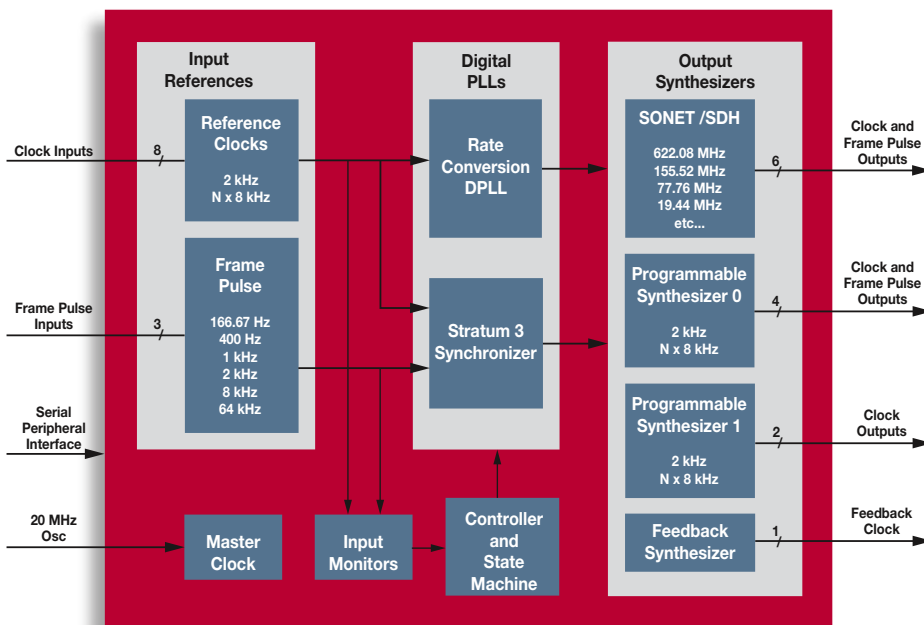 Input
References
Digital
PLLs
Output
Synthesizers
Clock Inputs
8
Reference
Clocks
2 kHz
N x 8 kHz
Rate
Conversion
DPLL
SONET /SDH
622.08 MHz
155.52 MHz
77.76 MHz
19.44 MHz
etc...
6
Clock and
Frame Pulse
Outputs
Frame Pulse
Inputs
3
Frame
Pulse
166.67 Hz
400 Hz
1 kHz
2 kHz
8 kHz
64 kHz
Stratum 3
Synchronizer
Programmable
Synthesizer 0
2 kHz
N x 8 kHz
4
Clock and
Frame Pulse
Outputs
Serial
Peripheral
Interface
Programmable
Synthesizer 1
2 kHz
N x 8 kHz
2
Clock
Outputs
20 MHz
Osc
Master
Clock
Input
Monitors
Controller
and
State
Machine
Feedback
Synthesizer
1
Feedback
Clock